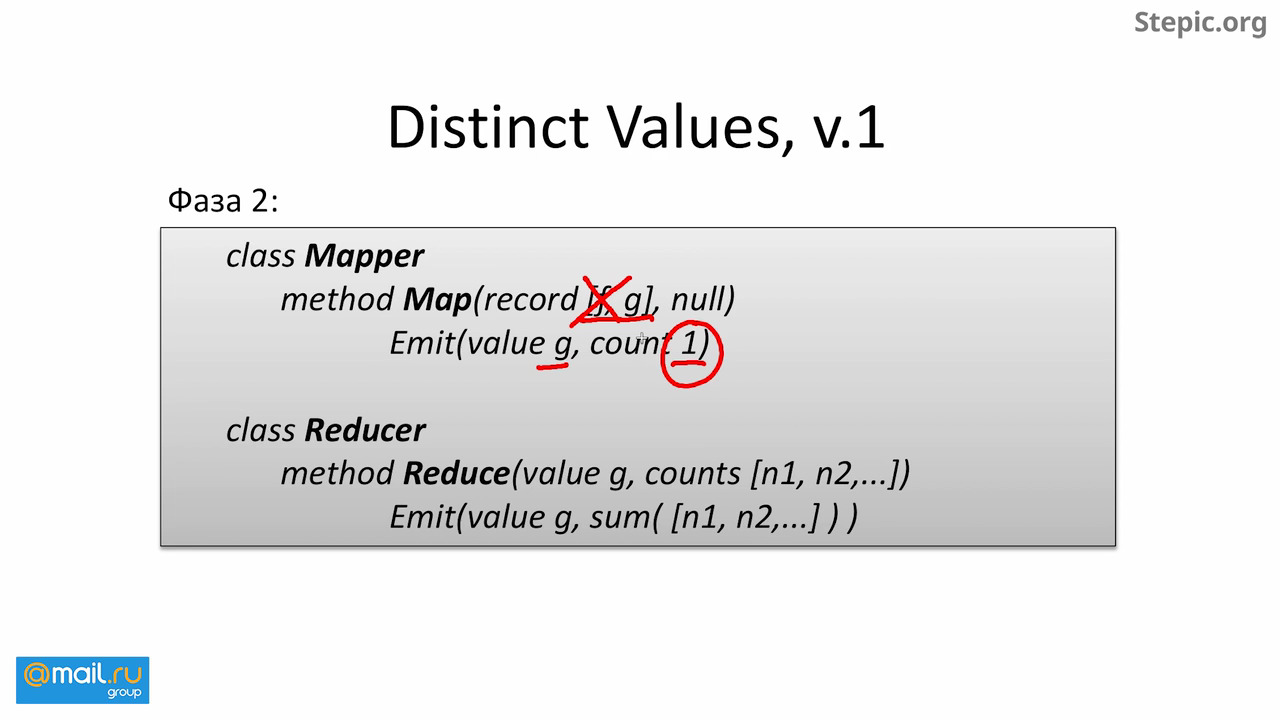 Stepic.org
Distinct Values, v.1
Фаза 2:
class Mapper
method Map(record [f, g], null)
Emit(value g, count 1)
class Reducer
method Reduce(value g, counts [n1, n2,...])
Emit(value g, sum( [n1, n2,...] ) )
@mail.ru
group